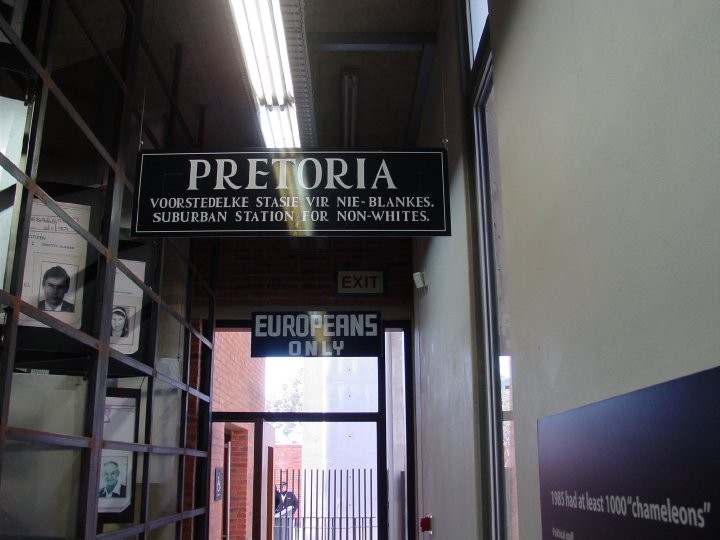 PRETORIA
VOORSTEDELKE STASIE VIR NIE-BLANKES.
SUBURBAN STATION FOR NON-WHITES.
EXIT
EUROPEANS
ONLY
1985 had at least 1000 "chameleons"